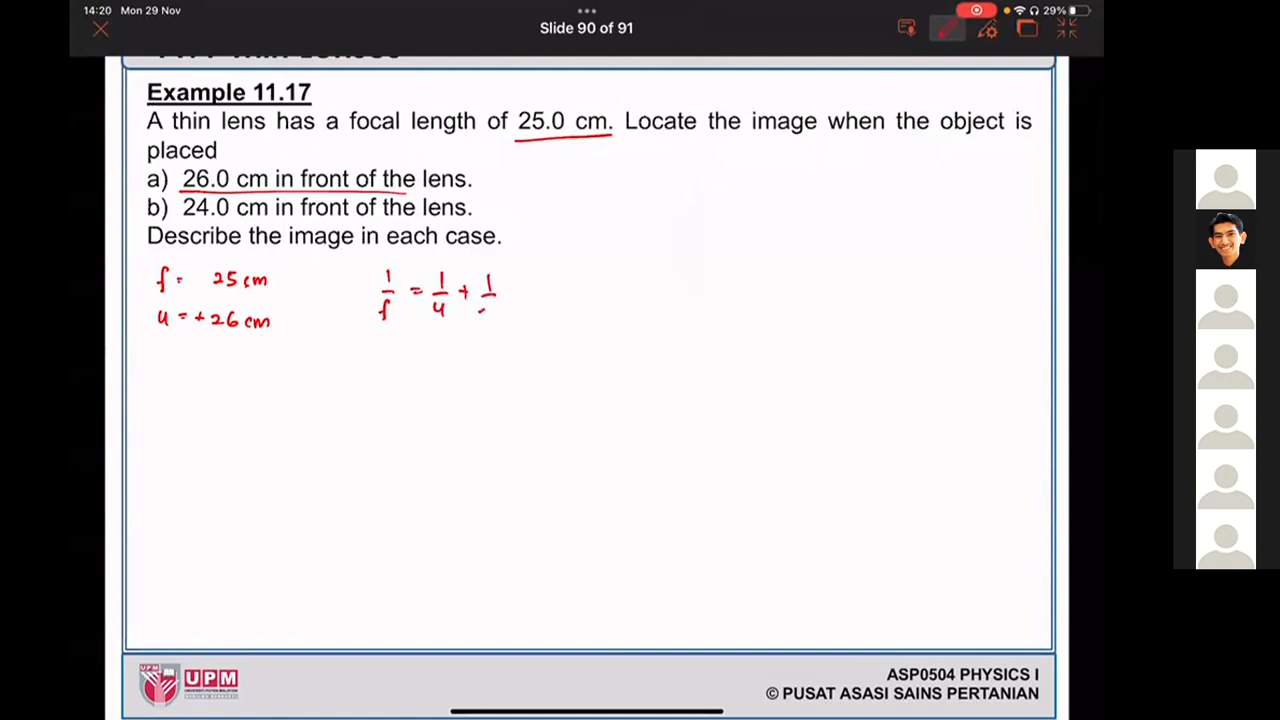 14:20 Mon 29 Nov
29%
Slide 90 of 91
Example 11.17
A thin lens has a focal length of 25.0 cm. Locate the image when the object is
placed
a) 26.0 cm in front of the lens.
b) 24.0 cm in front of the lens.
Describe the image in each case.
f = 25 cm
u = + 26 cm
1/f = 1/u + 1/
UPM
UPM
ASP0504 PHYSICS I
© PUSAT ASASI SAINS PERTANIAN